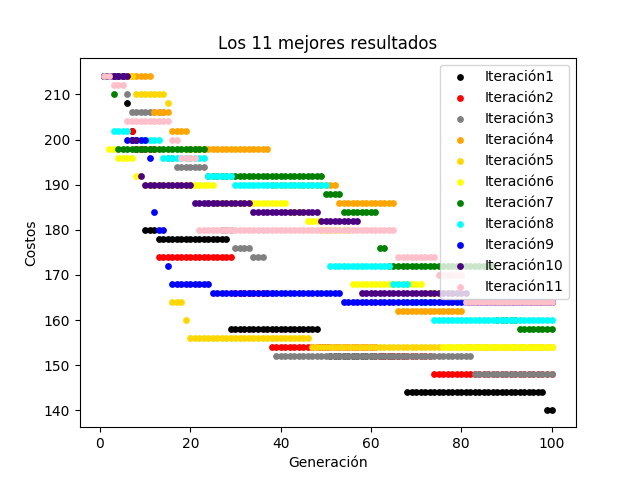 Los 11 mejores resultados
Costos
210
200
190
180
170
160
150
140
0 20 40 60 80 100
Generación
Iteración1
Iteración2
Iteración3
Iteración4
Iteración5
Iteración6
Iteración7
Iteración8
Iteración9
Iteración10
Iteración11